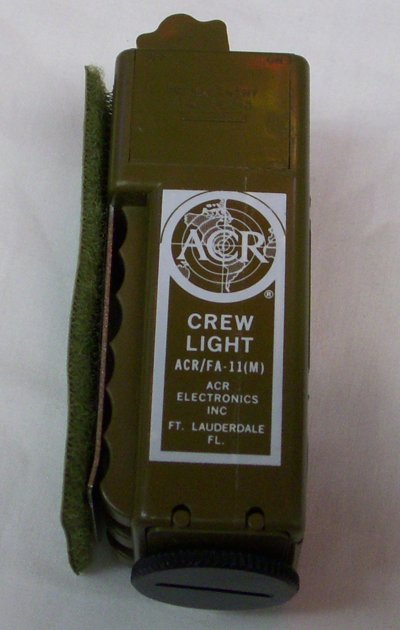 ACR
®
CREW
LIGHT
ACR/FA-11(M)
ACR
ELECTRONICS
INC
FT. LAUDERDALE
FL.